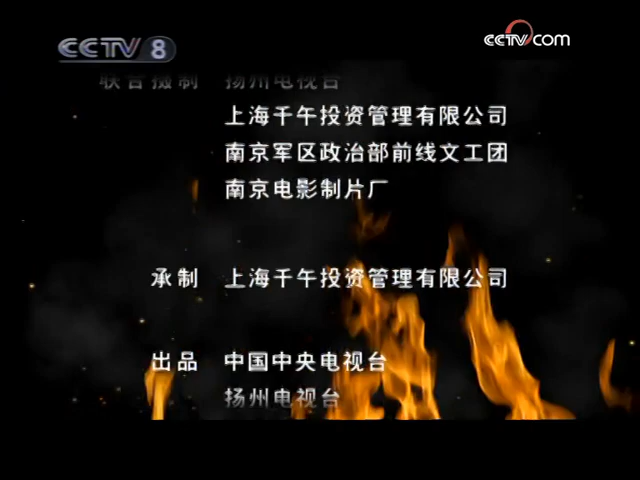 CCTV 8
CCTV.com
联合摄制 扬州电视台
上海千午投资管理有限公司
南京军区政治部前线文工团
南京电影制片厂
承制 上海千午投资管理有限公司
出品 中国中央电视台
扬州电视台